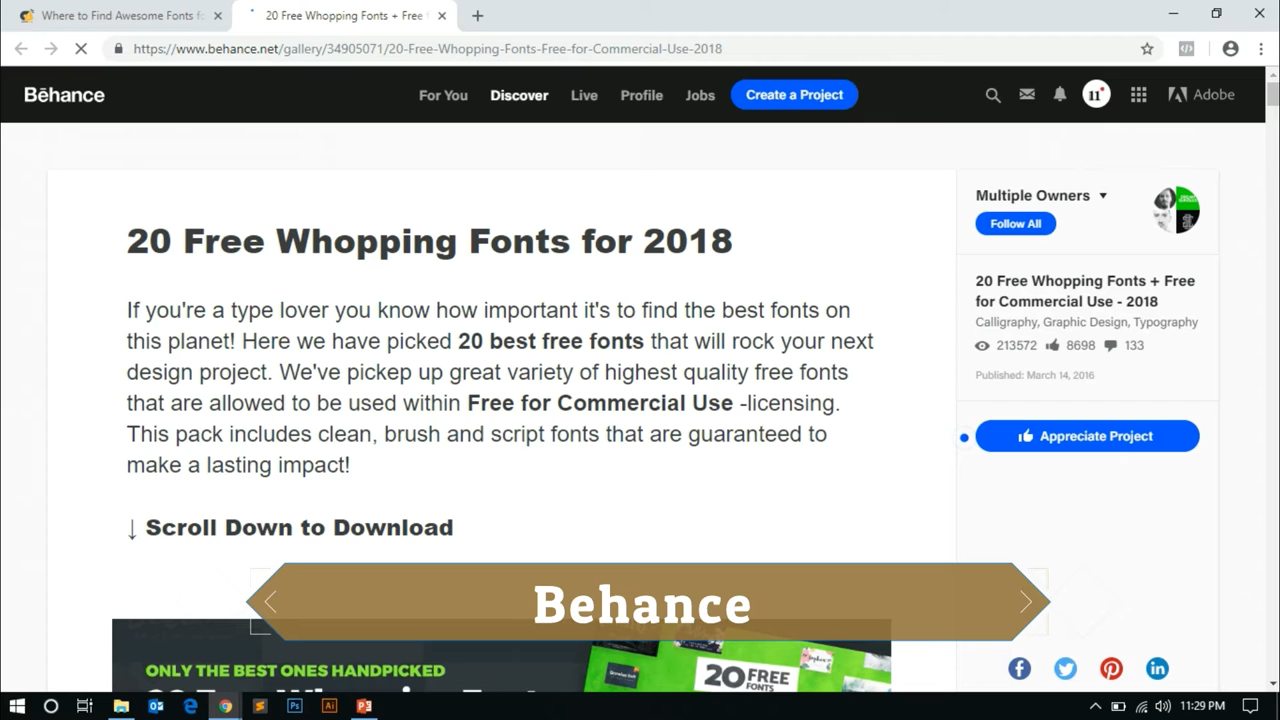 Where to Find Awesome Fonts f
20 Free Whopping Fonts + Free f
https://www.behance.net/gallery/34905071/20-Free-Whopping-Fonts-Free-for-Commercial-Use-2018
Bēhance
For You
Discover
Live
Profile
Jobs
Create a Project
11
Adobe
20 Free Whopping Fonts for 2018
If you're a type lover you know how important it's to find the best fonts on
this planet! Here we have picked 20 best free fonts that will rock your next
design project. We've pickep up great variety of highest quality free fonts
that are allowed to be used within Free for Commercial Use -licensing.
This pack includes clean, brush and script fonts that are guaranteed to
make a lasting impact!
↓ Scroll Down to Download
Multiple Owners
Follow All
20 Free Whopping Fonts + Free
for Commercial Use - 2018
Calligraphy, Graphic Design, Typography
213572 8698 133
Published: March 14, 2016
Appreciate Project
Behance
ONLY THE BEST ONES HANDPICKED
20 FREE
FONTS
11:29 PM